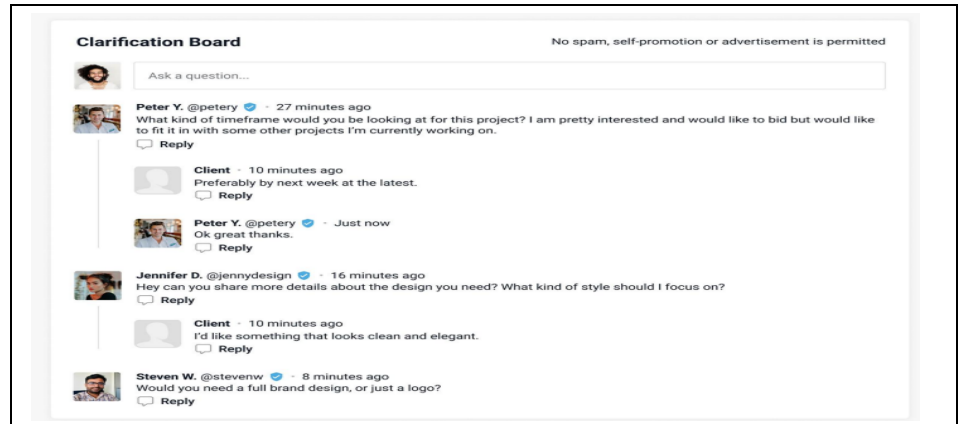 Clarification Board
No spam, self-promotion or advertisement is permitted
Ask a question...
Peter Y. @petery · 27 minutes ago
What kind of timeframe would you be looking at for this project? I am pretty interested and would like to bid but would like
to fit it in with some other projects I'm currently working on.
Reply
Client · 10 minutes ago
Preferably by next week at the latest.
Reply
Peter Y. @petery · Just now
Ok great thanks.
Reply
Jennifer D. @jennydesign · 16 minutes ago
Hey can you share more details about the design you need? What kind of style should I focus on?
Reply
Client · 10 minutes ago
I'd like something that looks clean and elegant.
Reply
Steven W. @stevenw · 8 minutes ago
Would you need a full brand design, or just a logo?
Reply